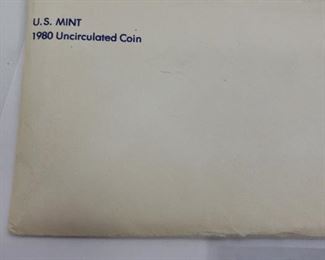 U.S. MINT
1980 Uncirculated Coin